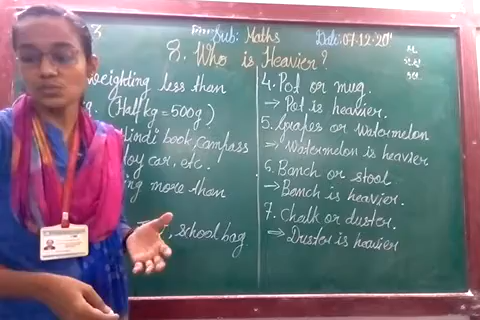 3
Sub: Maths
Date: 07-12-20
8. Who is Heavier?
weighting less than
(Half kg = 500g)
Hindi book, compass
car, etc.
more than
school bag
4. Pot or mug.
→ Pot is heavier.
5. Grapes or Watermelon
→ Watermelon is heavier
6. Banch or stool
→ Bench is heavier.
7. Chalk or duster.
→ Duster is heavier